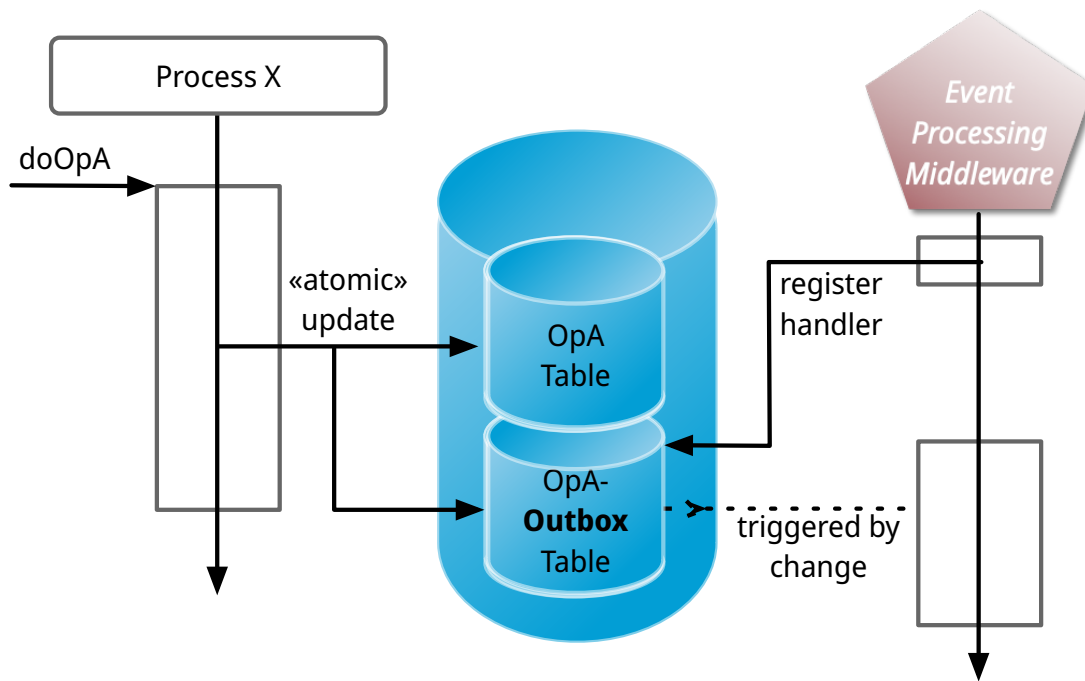 Process X
doOpA
«atomic»
update
OpA
Table
OpA-
Outbox
Table
Event
Processing
Middleware
register
handler
triggered by
change